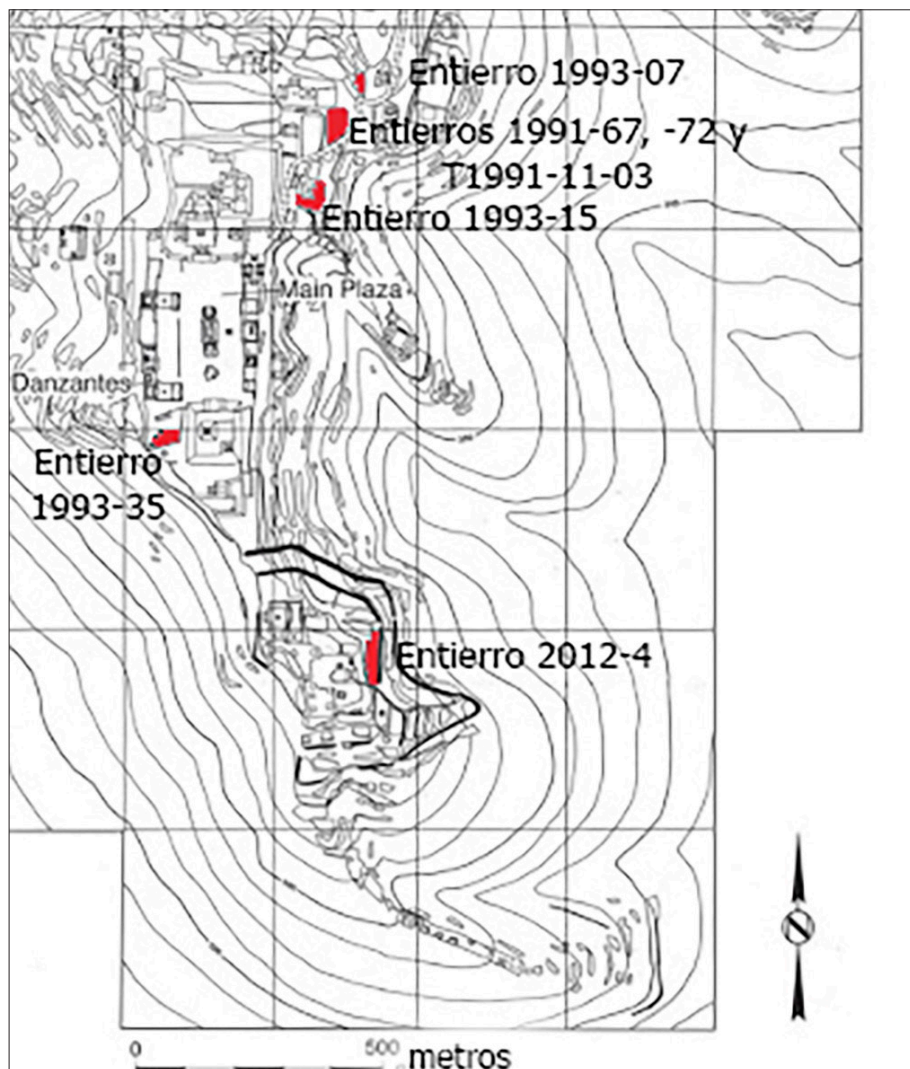 Entierro 1993-07
Entierros 1991-67, -72 y
T1991-11-03
Entierro 1993-15
Main Plaza
Danzantes
Entierro
1993-35
Entierro 2012-4
0 500 metros